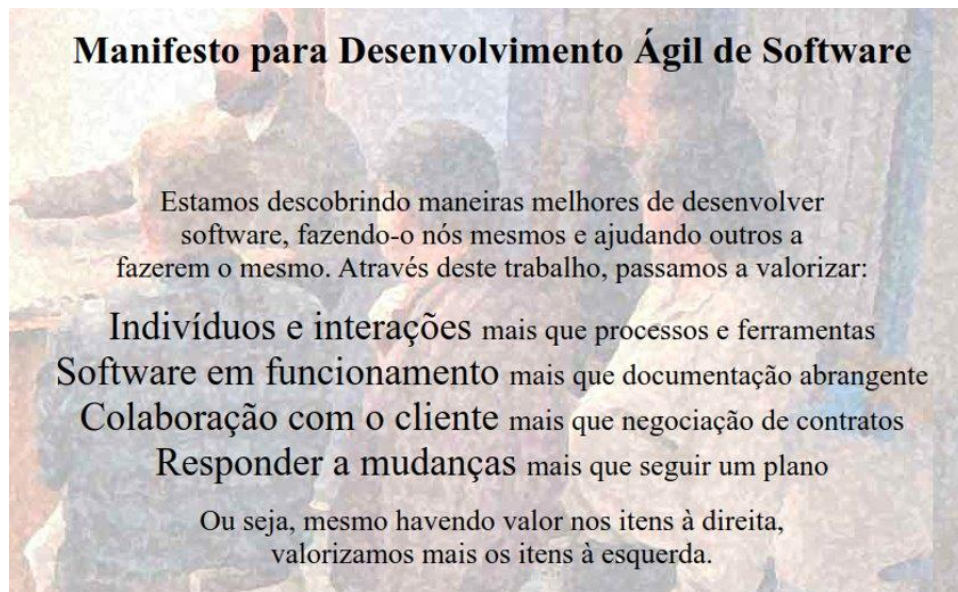 Manifesto para Desenvolvimento Ágil de Software
Estamos descobrindo maneiras melhores de desenvolver
software, fazendo-o nós mesmos e ajudando outros a
fazerem o mesmo. Através deste trabalho, passamos a valorizar:
Indivíduos e interações mais que processos e ferramentas
Software em funcionamento mais que documentação abrangente
Colaboração com o cliente mais que negociação de contratos
Responder a mudanças mais que seguir um plano
Ou seja, mesmo havendo valor nos itens à direita,
valorizamos mais os itens à esquerda.